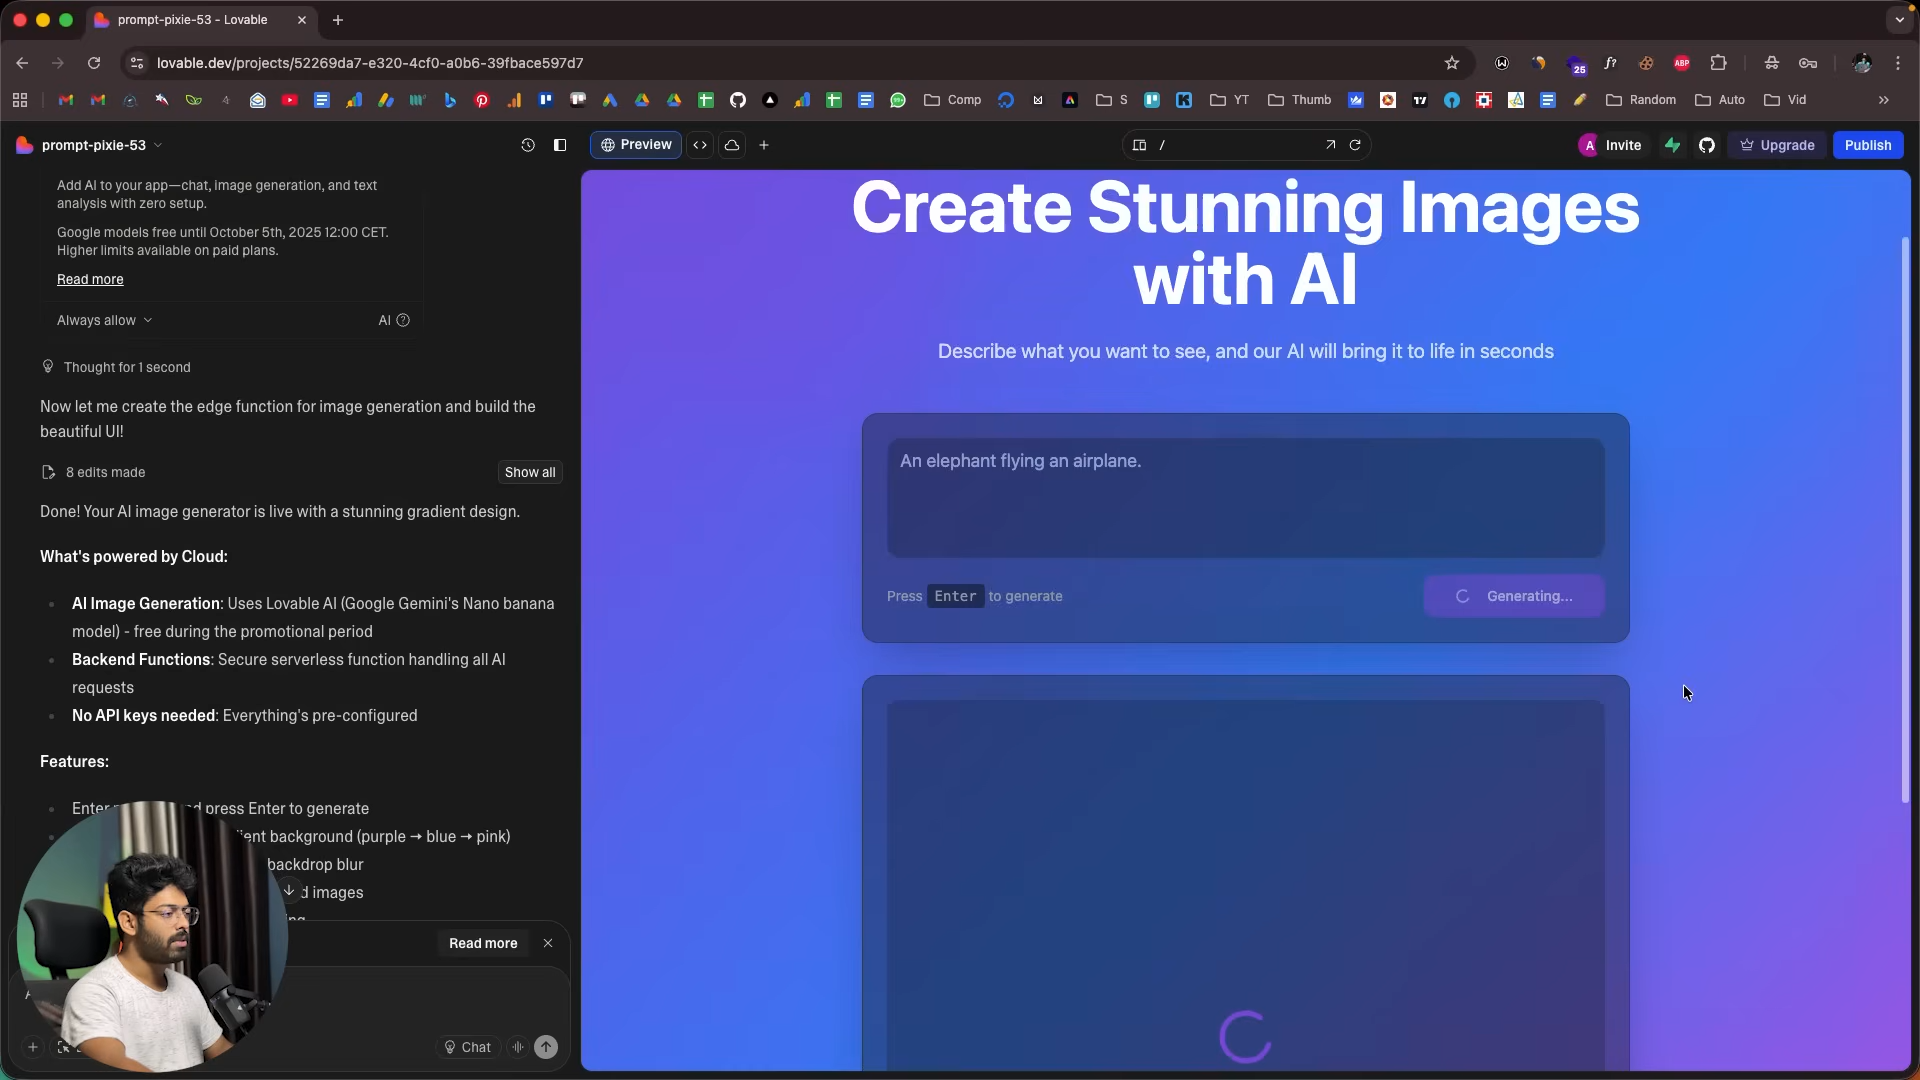 prompt-pixie-53 - Lovable
lovable.dev/projects/52269da7-e320-4cf0-a0b6-39fbace597d7
25
f?
ABP
Comp
S
YT
Thumb
Random
Auto
Vid
prompt-pixie-53
Preview
/
A
Invite
Upgrade
Publish
Add AI to your app—chat, image generation, and text
analysis with zero setup.
Google models free until October 5th, 2025 12:00 CET.
Higher limits available on paid plans.
Read more
Always allow
AI
Thought for 1 second
Now let me create the edge function for image generation and build the
beautiful UI!
8 edits made
Show all
Done! Your AI image generator is live with a stunning gradient design.
What's powered by Cloud:
AI Image Generation: Uses Lovable AI (Google Gemini's Nano banana
model) - free during the promotional period
Backend Functions: Secure serverless function handling all AI
requests
No API keys needed: Everything's pre-configured
Features:
Enter
press Enter to generate
background (purple → blue → pink)
backdrop blur
images
Read more
Chat
Create Stunning Images
with AI
Describe what you want to see, and our AI will bring it to life in seconds
An elephant flying an airplane.
Press Enter to generate
Generating...